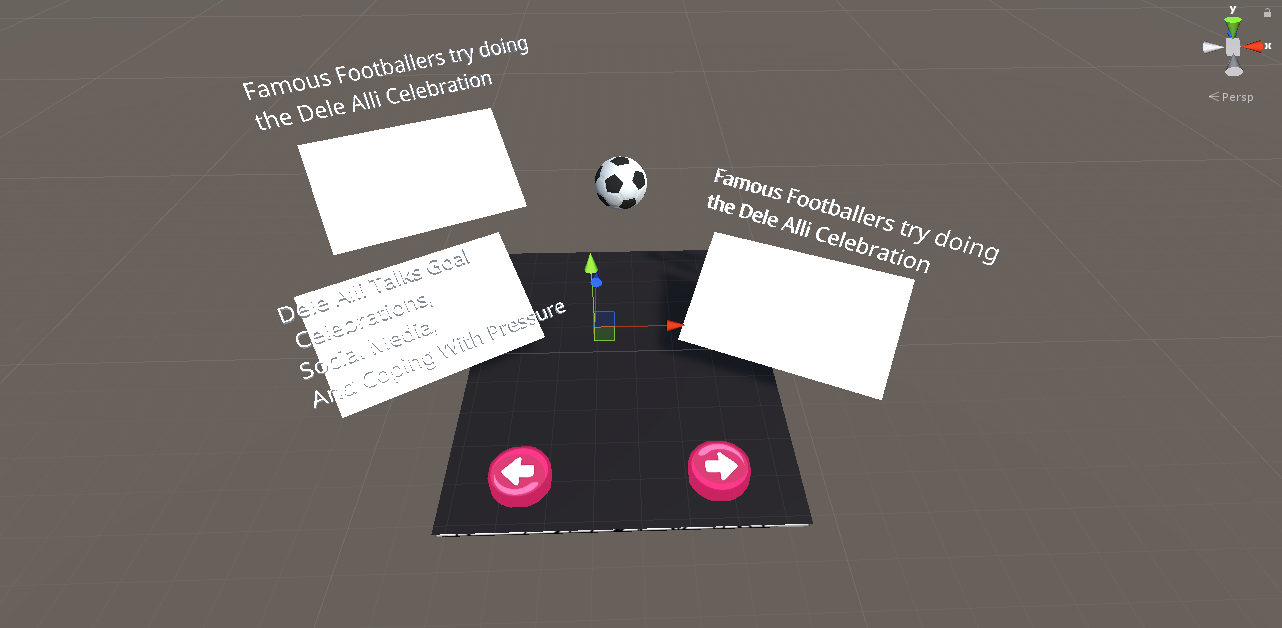 Famous Footballers try doing
the Dele Alli Celebration
Dele Alli Talks Goal
Celebrations,
Social Media,
And Coping With Pressure
Famous Footballers try doing
the Dele Alli Celebration
y
x
Persp